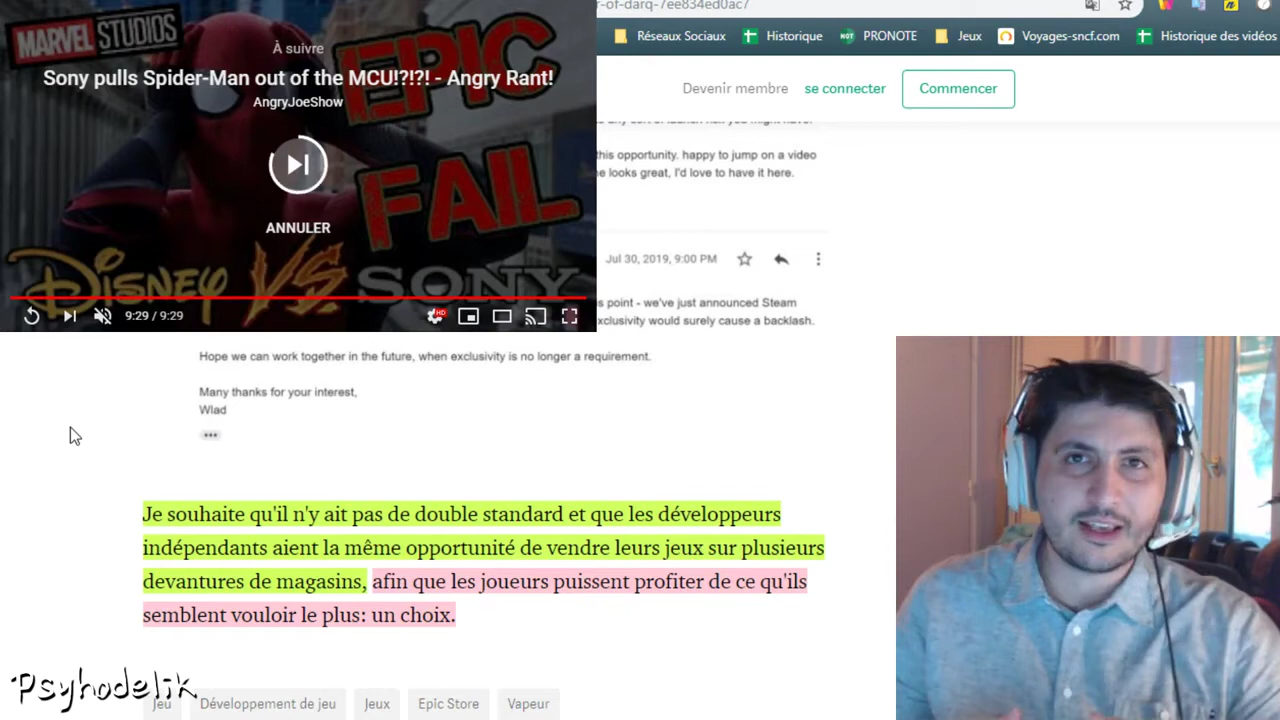 MARVEL STUDIOS
À suivre
Sony pulls Spider-Man out of the MCU!?!?! - Angry Rant!
AngryJoeShow
EPIC
FAIL
ANNULER
DISNEY VS SONY
9:29 / 9:29
HD
-of-darq-7ee834ed0ac7
Réseaux Sociaux
Historique
NOT
PRONOTE
Jeux
Voyages-sncf.com
Historique des vidéos
Devenir membre
se connecter
Commencer
this opportunity. happy to jump on a video
e looks great, I'd love to have it here.
Jul 30, 2019, 9:00 PM
s point - we've just announced Steam
xclusivity would surely cause a backlash.
Hope we can work together in the future, when exclusivity is no longer a requirement.
Many thanks for your interest,
Wlad
Je souhaite qu'il n'y ait pas de double standard et que les développeurs
indépendants aient la même opportunité de vendre leurs jeux sur plusieurs
devantures de magasins, afin que les joueurs puissent profiter de ce qu'ils
semblent vouloir le plus: un choix.
Psyhodelik
Jeu
Développement de jeu
Jeux
Epic Store
Vapeur